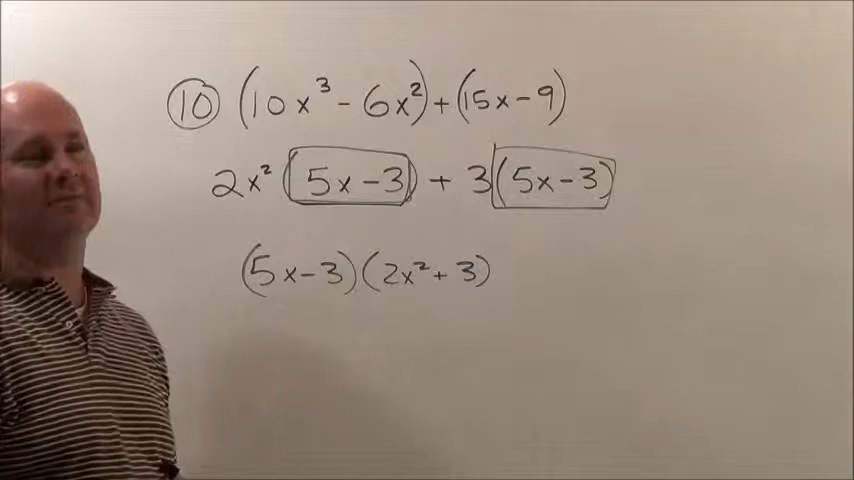 10 (10x³ - 6x²) + (15x - 9)
2x² (5x - 3) + 3 (5x - 3)
(5x - 3)(2x² + 3)